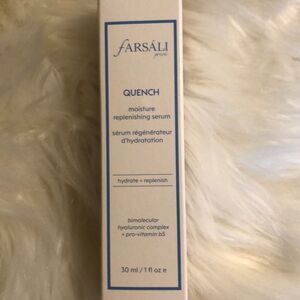 fARSÁLI
privé
QUENCH
moisture
replenishing serum
sérum régénérateur
d'hydratation
hydrate + replenish
bimolecular
hyaluronic complex
+ pro-vitamin b5
30 ml / 1 fl oz e